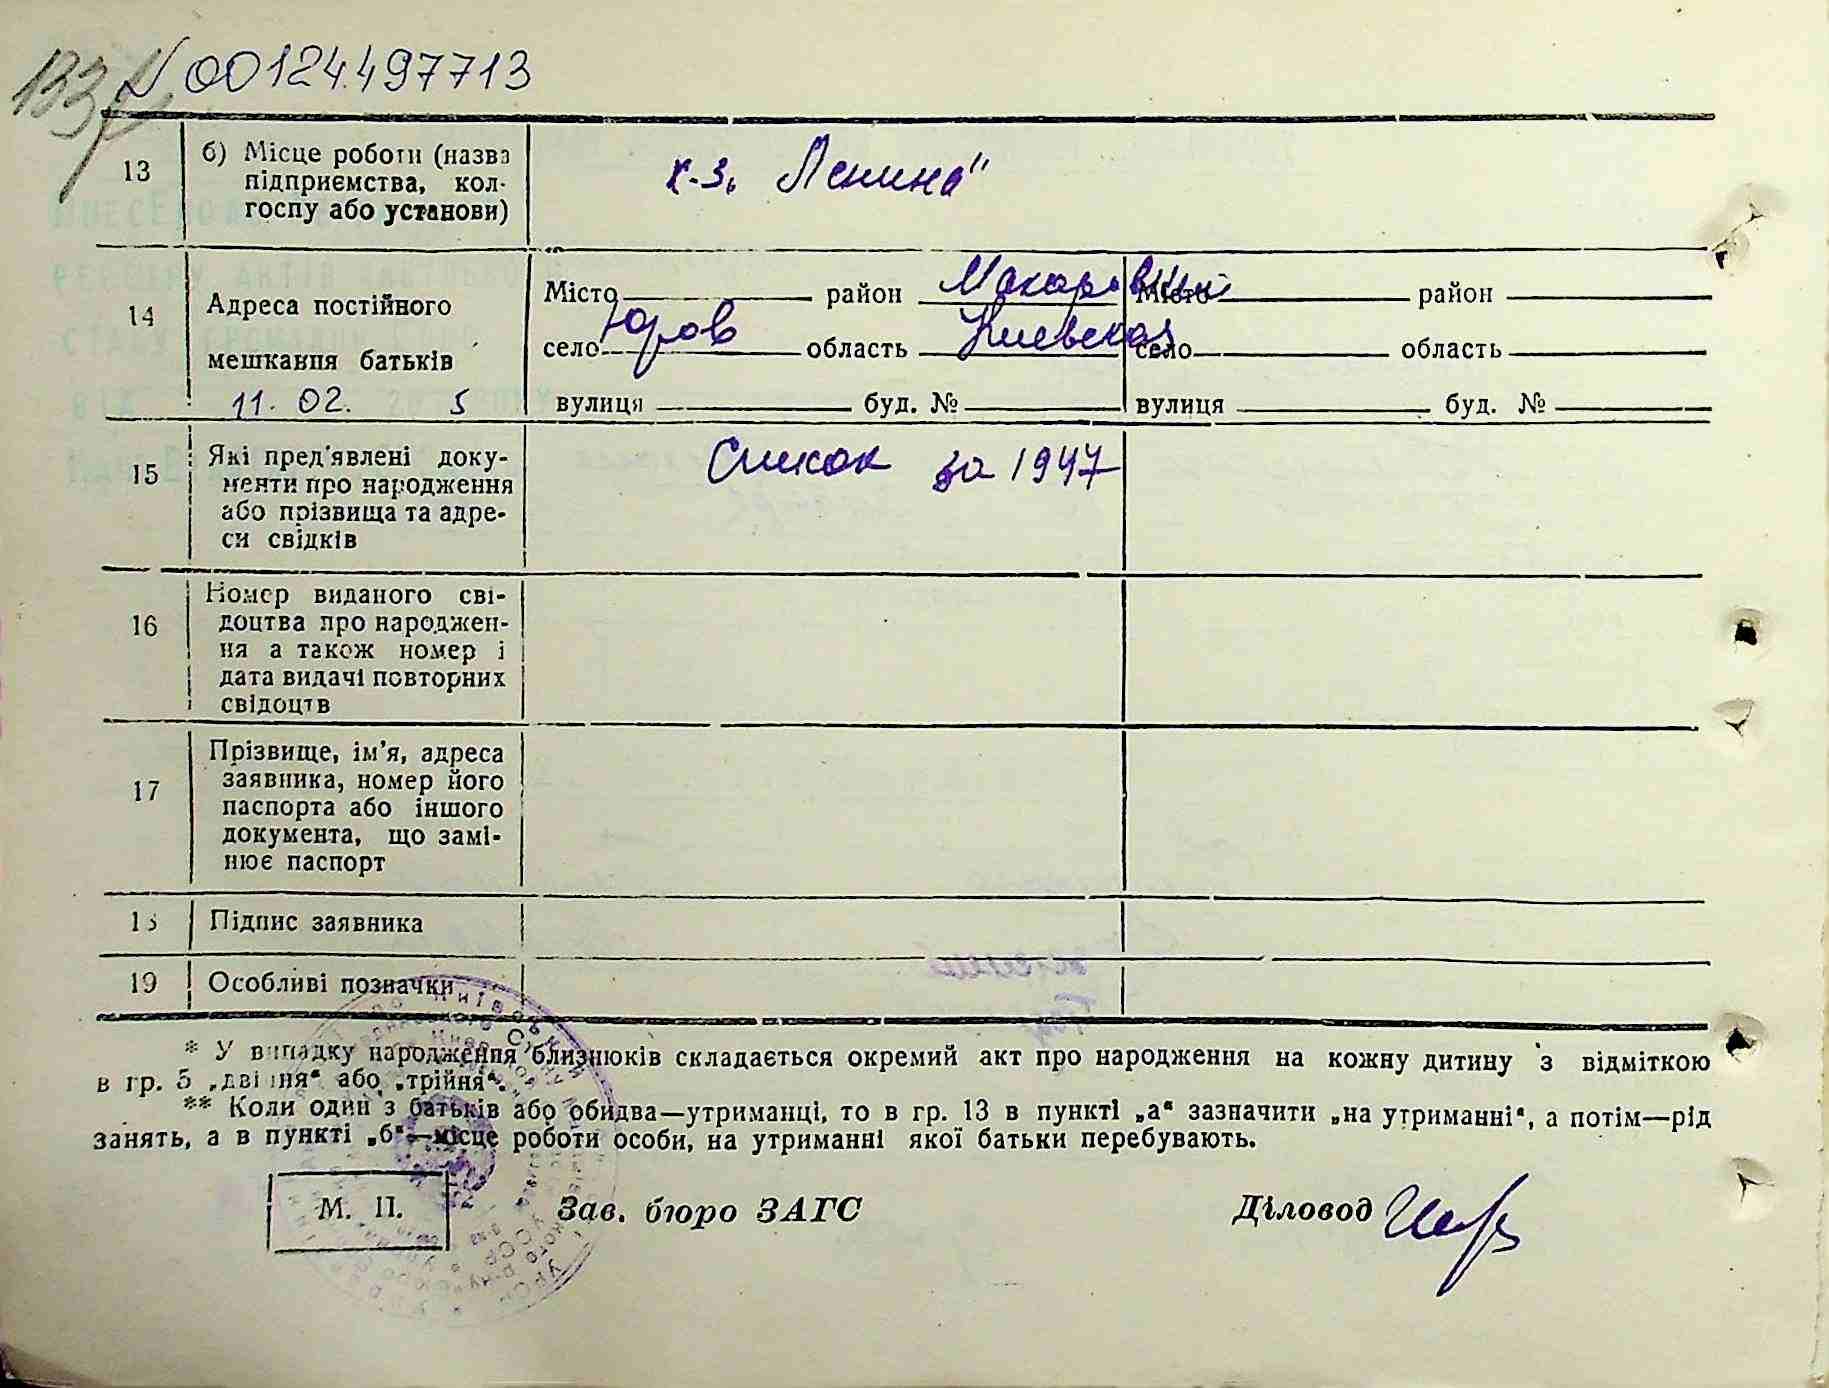 133
N 00124497713
13
б) Місце роботи (назва
підприємства, кол-
госпу або установи)
к-з „Ленина"
14
Адреса постійного
мешкання батьків
11. 02. 5
Місто район Макаровский
село Юров область Киевская
вулиця буд. №
Місто район
село область
вулиця буд. №
15
Які пред'явлені доку-
менти про народження
або прізвища та адре-
си свідків
Список за 1947
16
Номер виданого сві-
доцтва про народжен-
ня а також номер і
дата видачі повторних
свідоцтв
17
Прізвище, ім'я, адреса
заявника, номер його
паспорта або іншого
документа, що замі-
нює паспорт
18
Підпис заявника
19
Особливі позначки
* У випадку народження близнюків складається окремий акт про народження на кожну дитину з відміткою
в гр. 5 „двійня“ або „трійня“.
** Коли один з батьків або обидва—утриманці, то в гр. 13 в пункті „а“ зазначити „на утриманні“, а потім—рід
занять, а в пункті „б“—місце роботи особи, на утриманні якої батьки перебувають.
М. П.
Зав. бюро ЗАГС
Діловод